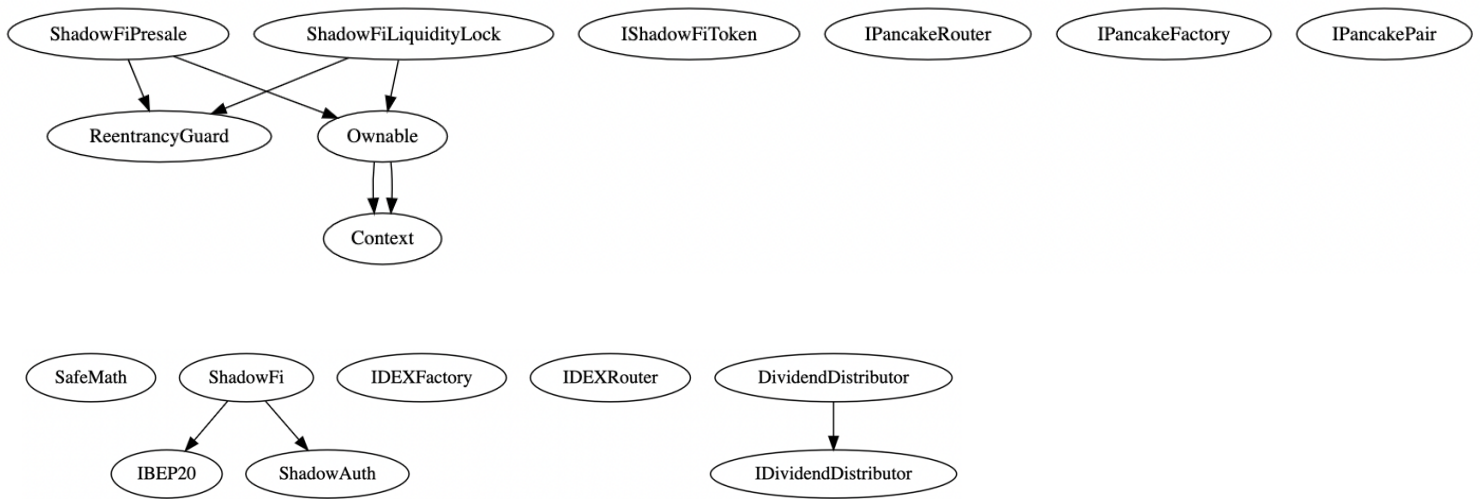 ShadowFiPresale
ShadowFiLiquidityLock
IShadowFiToken
IPancakeRouter
IPancakeFactory
IPancakePair
ReentrancyGuard
Ownable
Context
SafeMath
ShadowFi
IDEXFactory
IDEXRouter
DividendDistributor
IBEP20
ShadowAuth
IDividendDistributor